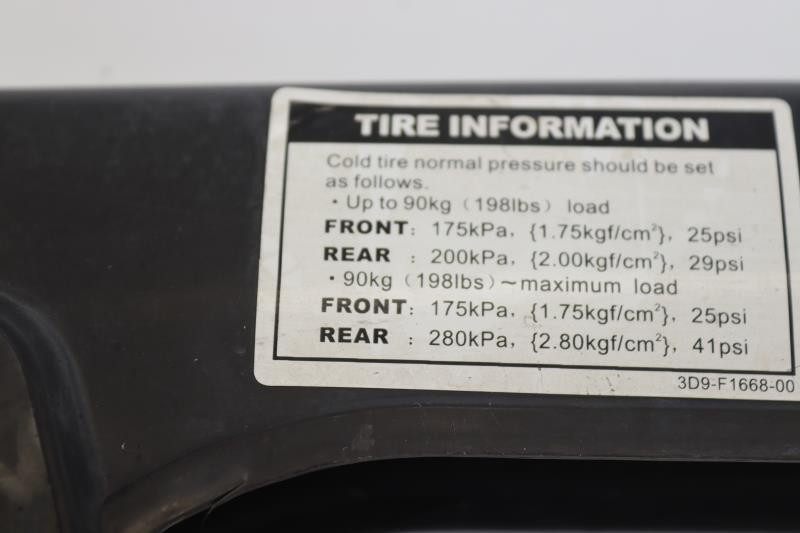 TIRE INFORMATION
Cold tire normal pressure should be set
as follows.
・Up to 90kg（198lbs）load
FRONT: 175kPa, {1.75kgf/cm²}, 25psi
REAR : 200kPa, {2.00kgf/cm²}, 29psi
・90kg（198lbs）~maximum load
FRONT: 175kPa, {1.75kgf/cm²}, 25psi
REAR : 280kPa, {2.80kgf/cm²}, 41psi
3D9-F1668-00